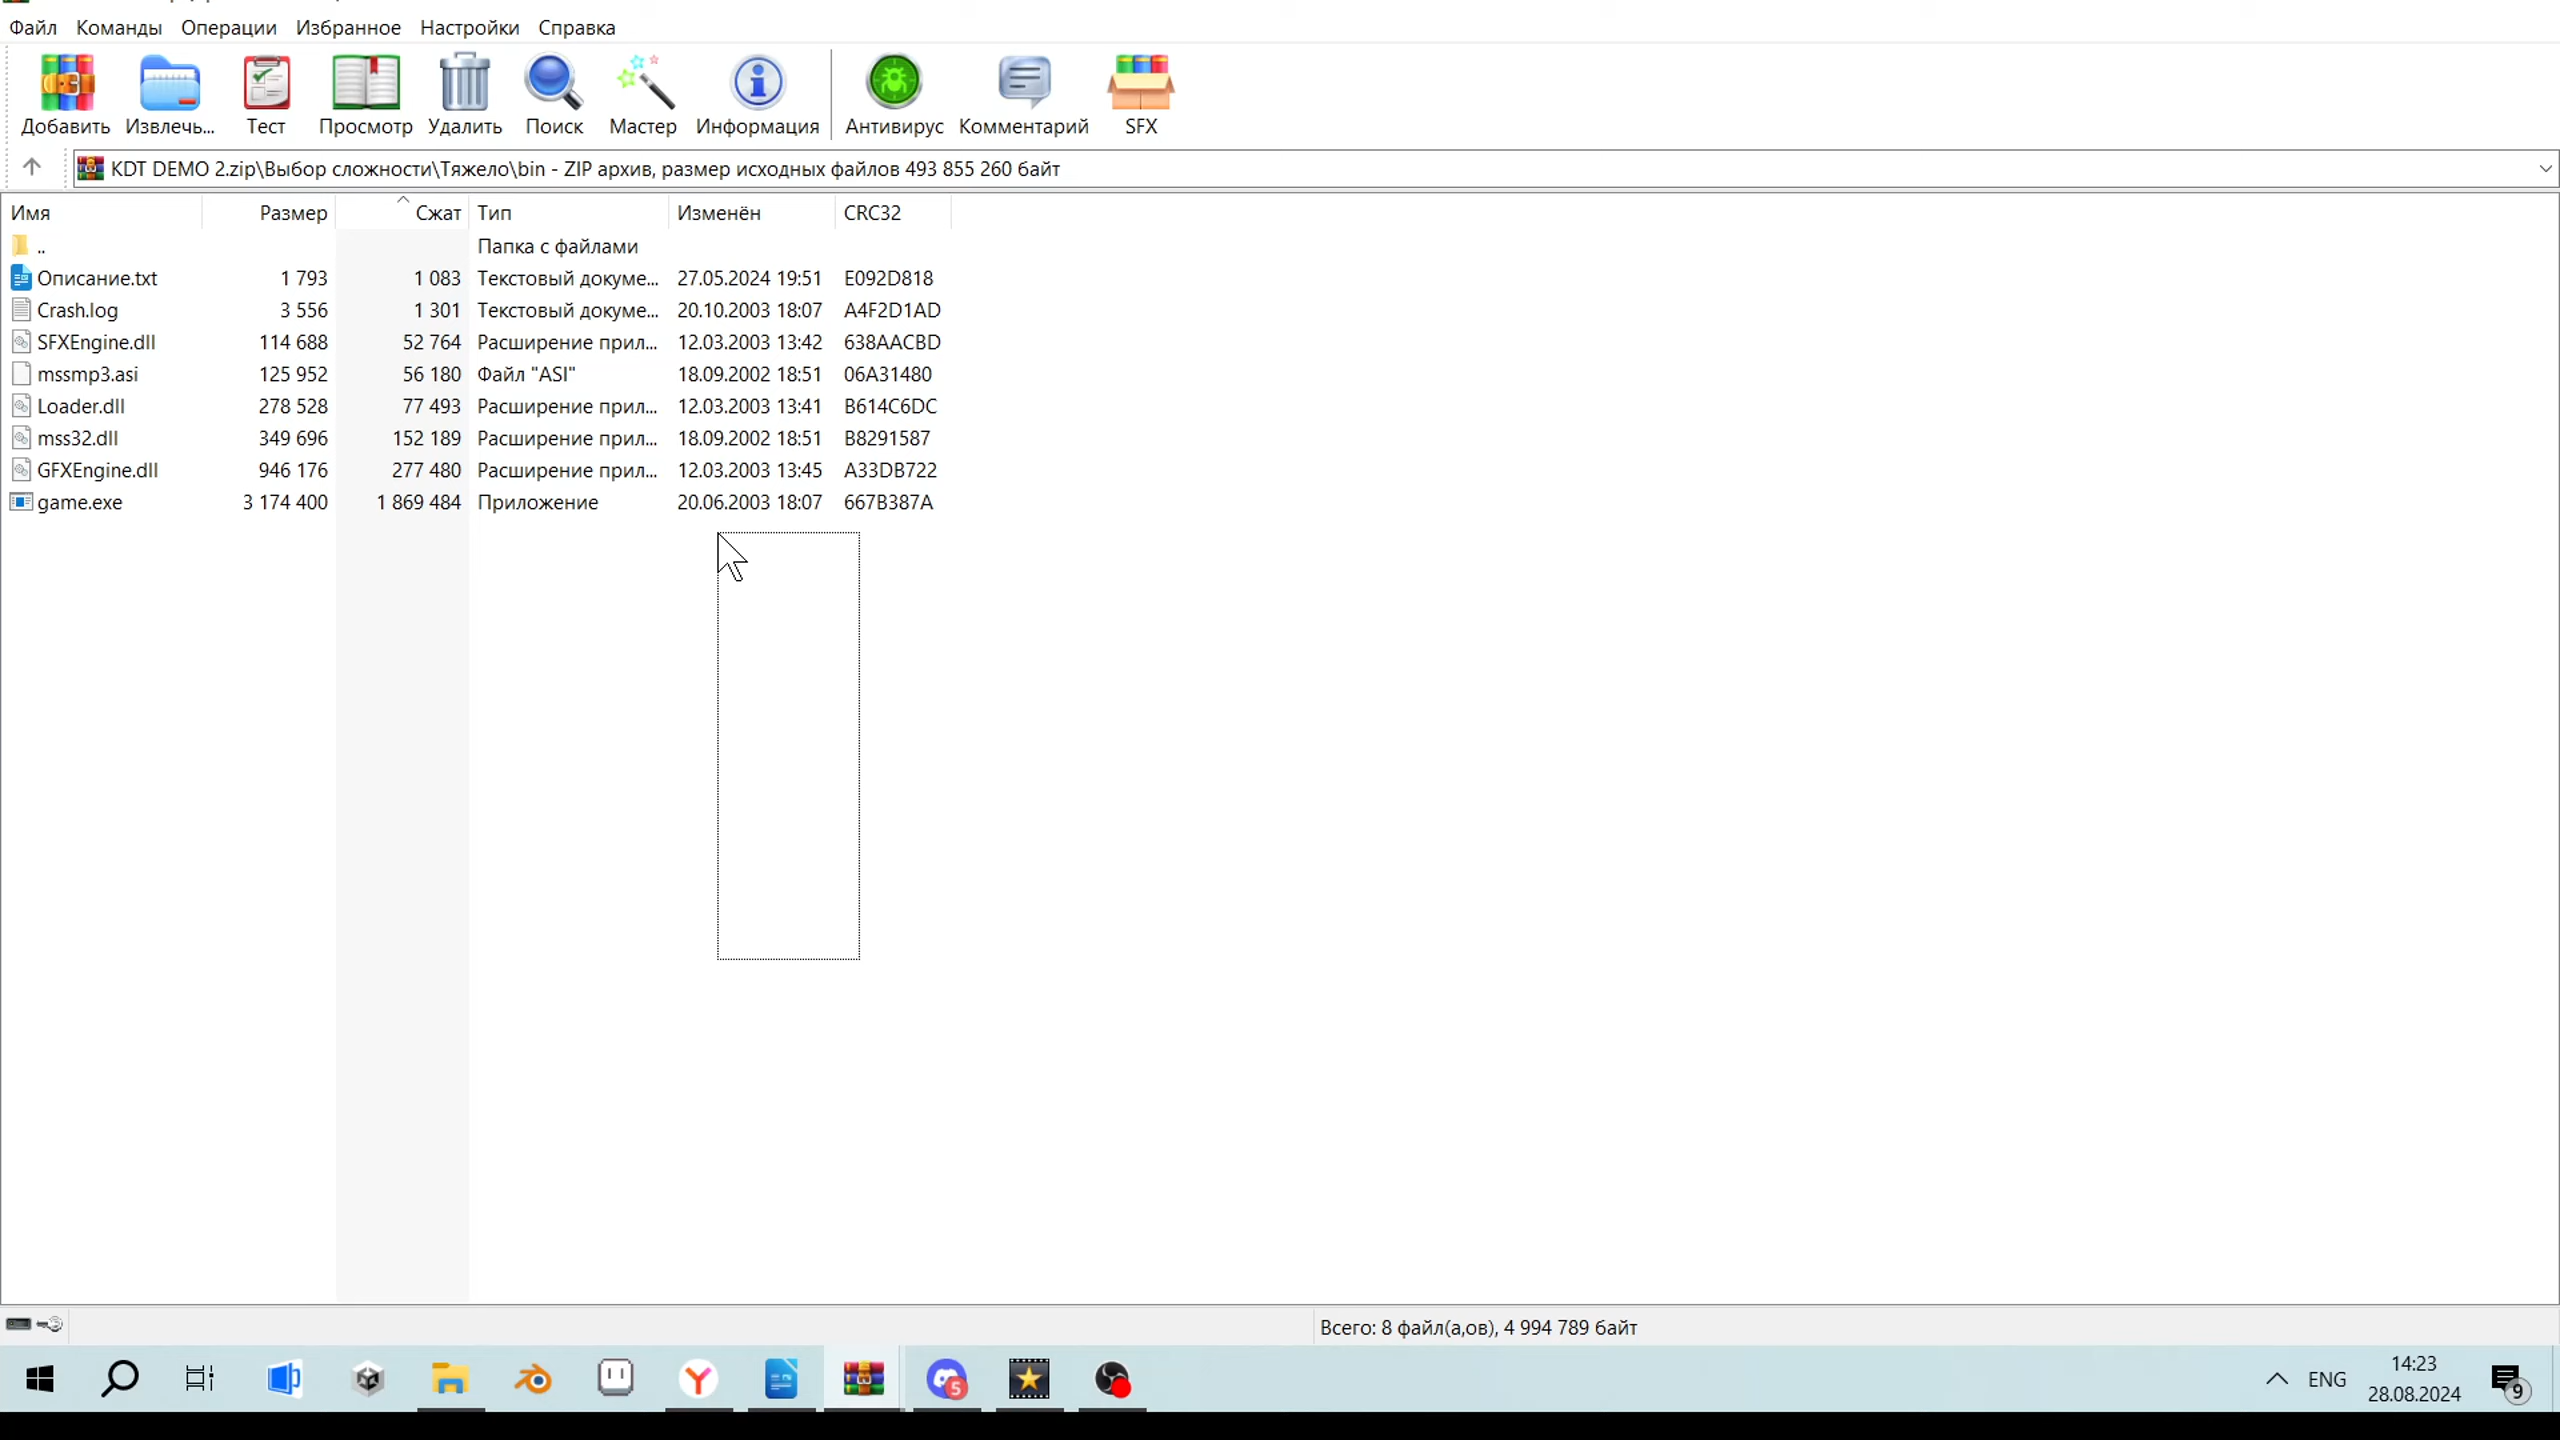 Файл Команды Операции Избранное Настройки Справка
Добавить Извлечь... Тест Просмотр Удалить Поиск Мастер Информация Антивирус Комментарий SFX
KDT DEMO 2.zip\Выбор сложности\Тяжело\bin - ZIP архив, размер исходных файлов 493 855 260 байт
Имя Размер Сжат Тип Изменён CRC32
.. Папка с файлами
Описание.txt 1 793 1 083 Текстовый докуме... 27.05.2024 19:51 E092D818
Crash.log 3 556 1 301 Текстовый докуме... 20.10.2003 18:07 A4F2D1AD
SFXEngine.dll 114 688 52 764 Расширение прил... 12.03.2003 13:42 638AACBD
mssmp3.asi 125 952 56 180 Файл "ASI" 18.09.2002 18:51 06A31480
Loader.dll 278 528 77 493 Расширение прил... 12.03.2003 13:41 B614C6DC
mss32.dll 349 696 152 189 Расширение прил... 18.09.2002 18:51 B8291587
GFXEngine.dll 946 176 277 480 Расширение прил... 12.03.2003 13:45 A33DB722
game.exe 3 174 400 1 869 484 Приложение 20.06.2003 18:07 667B387A
Всего: 8 файл(а,ов), 4 994 789 байт
5 ENG 14:23 9
28.08.2024